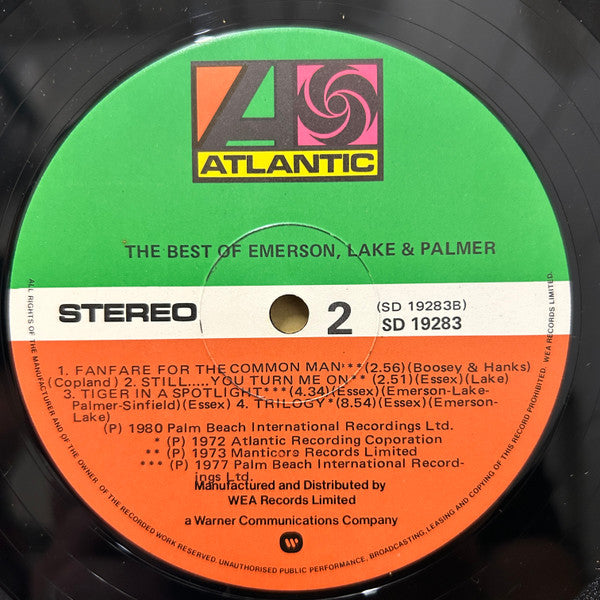 ATLANTIC
THE BEST OF EMERSON, LAKE & PALMER
STEREO
2
(SD 19283B)
SD 19283
1. FANFARE FOR THE COMMON MAN***(2.56)(Boosey & Hanks)
(Copland) 2. STILL.....YOU TURN ME ON**(2.51)(Essex)(Lake)
3. TIGER IN A SPOTLIGHT***(4.34)(Essex)(Emerson-Lake-
Palmer-Sinfield)(Essex) 4. TRILOGY*(8.54)(Essex)(Emerson-
Lake)
(P) 1980 Palm Beach International Recordings Ltd.
* (P) 1972 Atlantic Recording Coporation
** (P) 1973 Manticore Records Limited
*** (P) 1977 Palm Beach International Record-
ings Ltd.
Manufactured and Distributed by
WEA Records Limited
a Warner Communications Company
ALL RIGHTS OF THE MANUFACTURER AND OF THE OWNER OF THE RECORDED WORK RESERVED. UNAUTHORISED PUBLIC PERFORMANCE, BROADCASTING, LEASING AND COPYING OF THIS RECORD PROHIBITED. WEA RECORDS LIMITED.